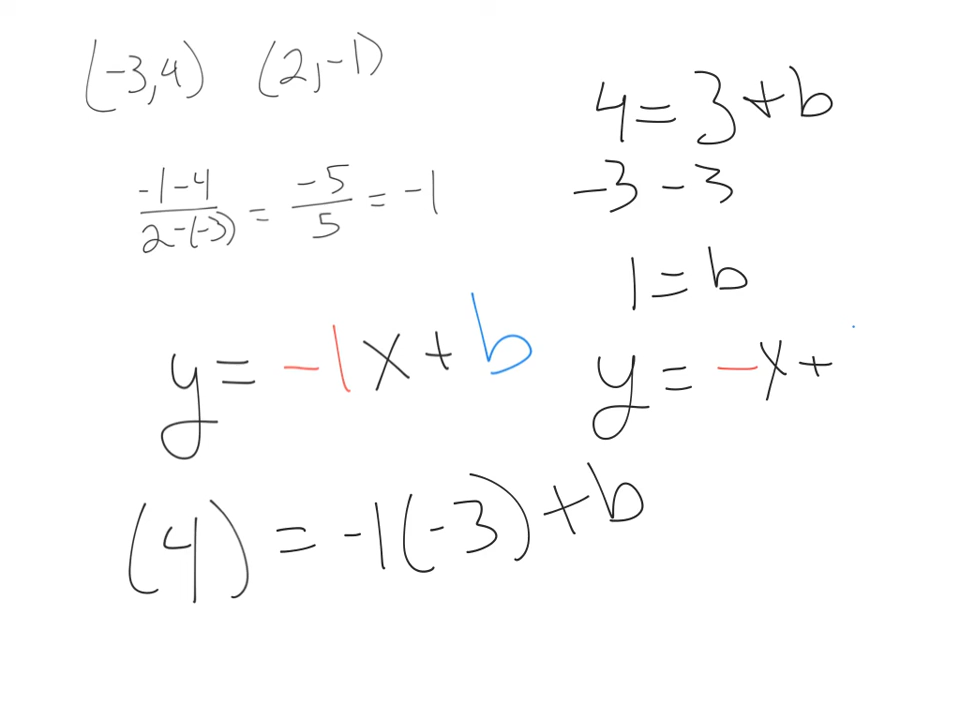 (-3,4) (2,-1)
-1-4 / 2-(-3) = -5/5 = -1
y = -1x + b
(4) = -1(-3) + b
4 = 3 + b
-3 -3
1 = b
y = -x +